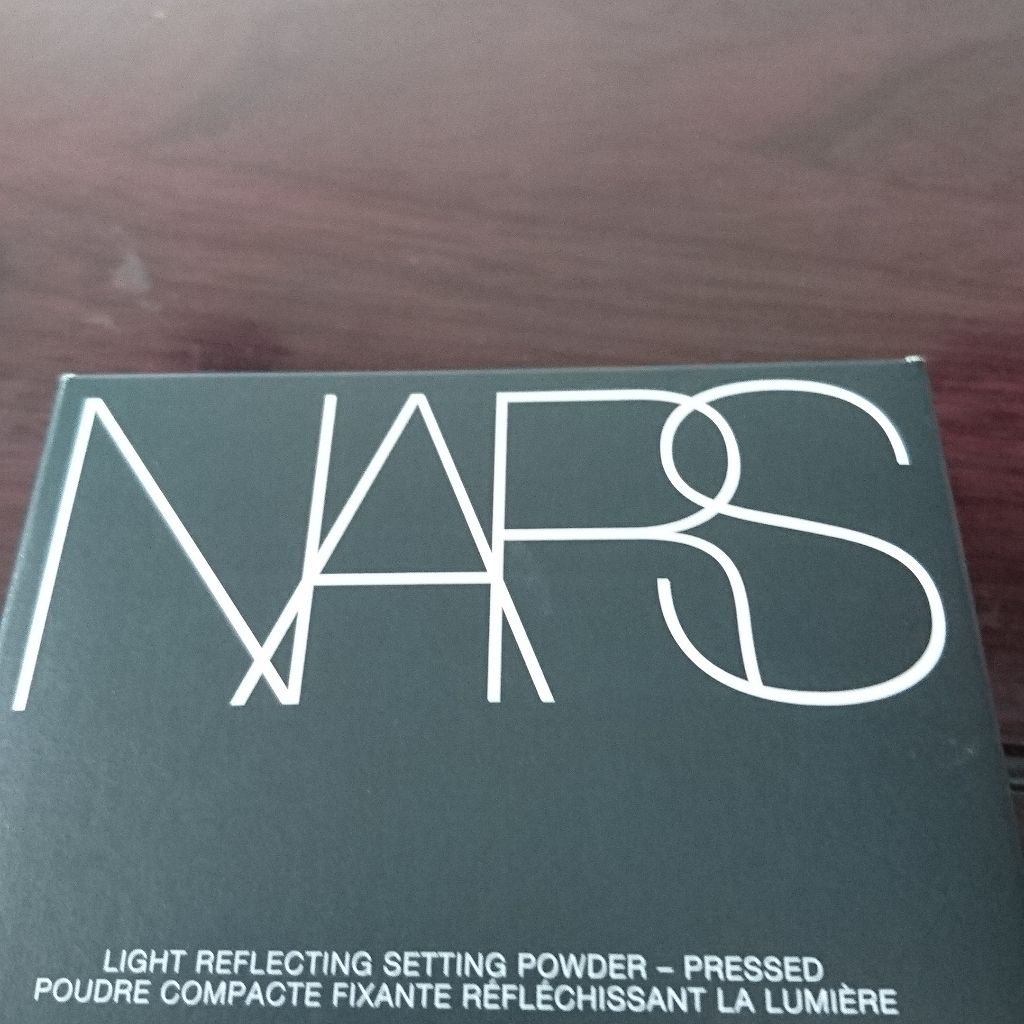 NARS
LIGHT REFLECTING SETTING POWDER – PRESSED
POUDRE COMPACTE FIXANTE RÉFLÉCHISSANT LA LUMIÈRE